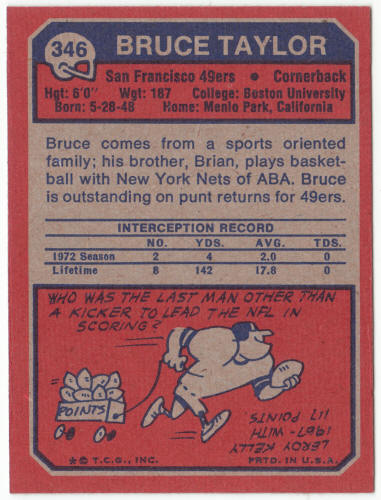 346
BRUCE TAYLOR
San Francisco 49ers • Cornerback
Hgt: 6'0" Wgt: 187 College: Boston University
Born: 5-28-48 Home: Menlo Park, California
Bruce comes from a sports oriented
family; his brother, Brian, plays basket-
ball with New York Nets of ABA. Bruce
is outstanding on punt returns for 49ers.
INTERCEPTION RECORD
NO. YDS. AVG. TDS.
1972 Season 2 4 2.0 0
Lifetime 8 142 17.8 0
WHO WAS THE LAST MAN OTHER THAN
A KICKER TO LEAD THE NFL IN
SCORING?
POINTS
LEROY KELLY
1967-WITH
117 POINTS.
*© T.C.G., INC. PRTD. IN U.S.A.